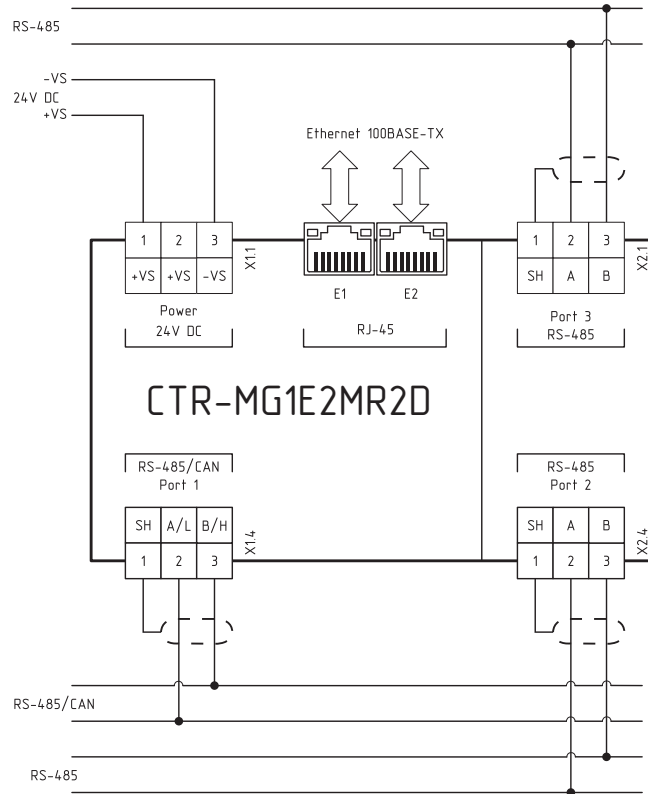 RS-485
-VS
24V DC
+VS
Ethernet 100BASE-TX
1 2 3
+VS +VS -VS
X1.1
Power
24V DC
E1 E2
RJ-45
1 2 3
SH A B
X2.1
Port 3
RS-485
CTR-MG1E2MR2D
RS-485/CAN
Port 1
SH A/L B/H
1 2 3
X1.4
RS-485
Port 2
SH A B
1 2 3
X2.4
RS-485/CAN
RS-485